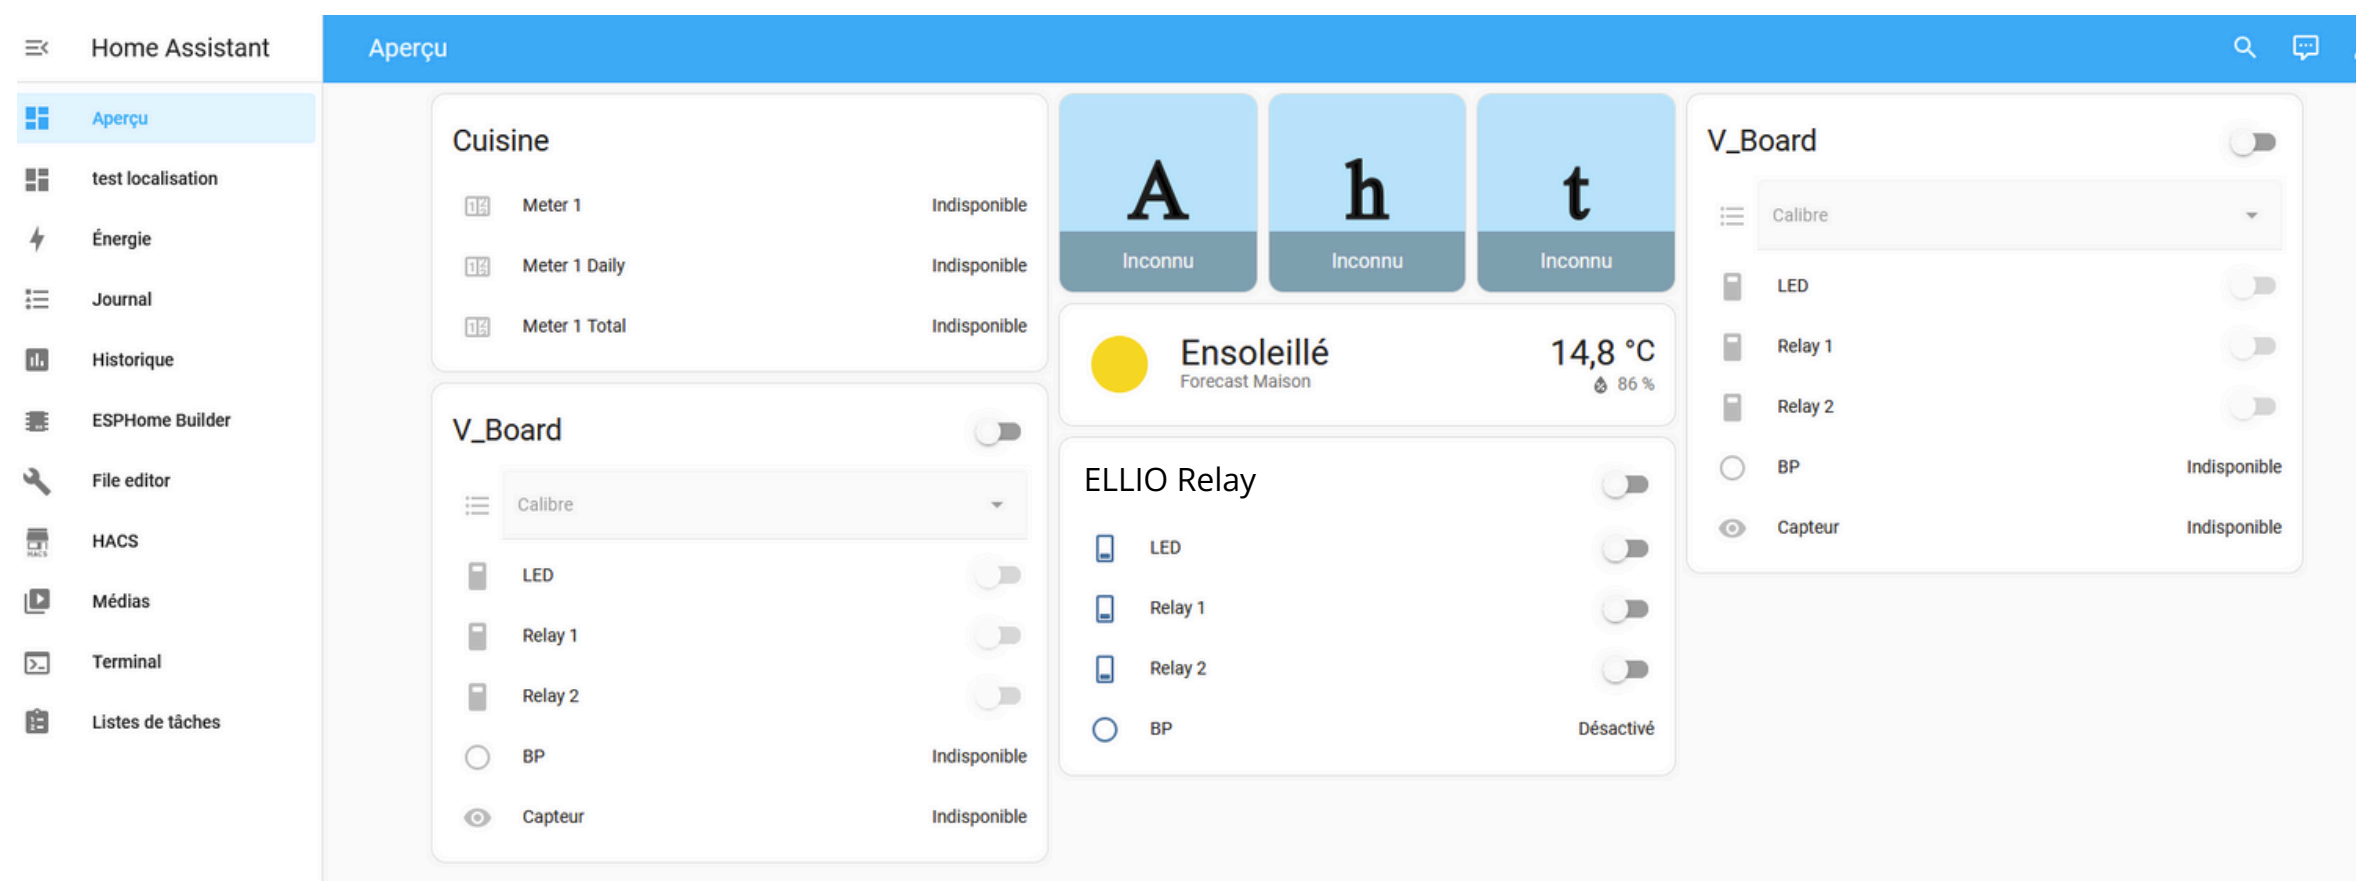 Home Assistant
Aperçu
Aperçu
test localisation
Énergie
Journal
Historique
ESPHome Builder
File editor
HACS
HACS
Médias
Terminal
Listes de tâches
Cuisine
Meter 1 Indisponible
Meter 1 Daily Indisponible
Meter 1 Total Indisponible
V_Board
Calibre
LED
Relay 1
Relay 2
BP Indisponible
Capteur Indisponible
A h t
Inconnu Inconnu Inconnu
Ensoleillé 14,8 °C
Forecast Maison 86 %
ELLIO Relay
LED
Relay 1
Relay 2
BP Désactivé
V_Board
Calibre
LED
Relay 1
Relay 2
BP Indisponible
Capteur Indisponible